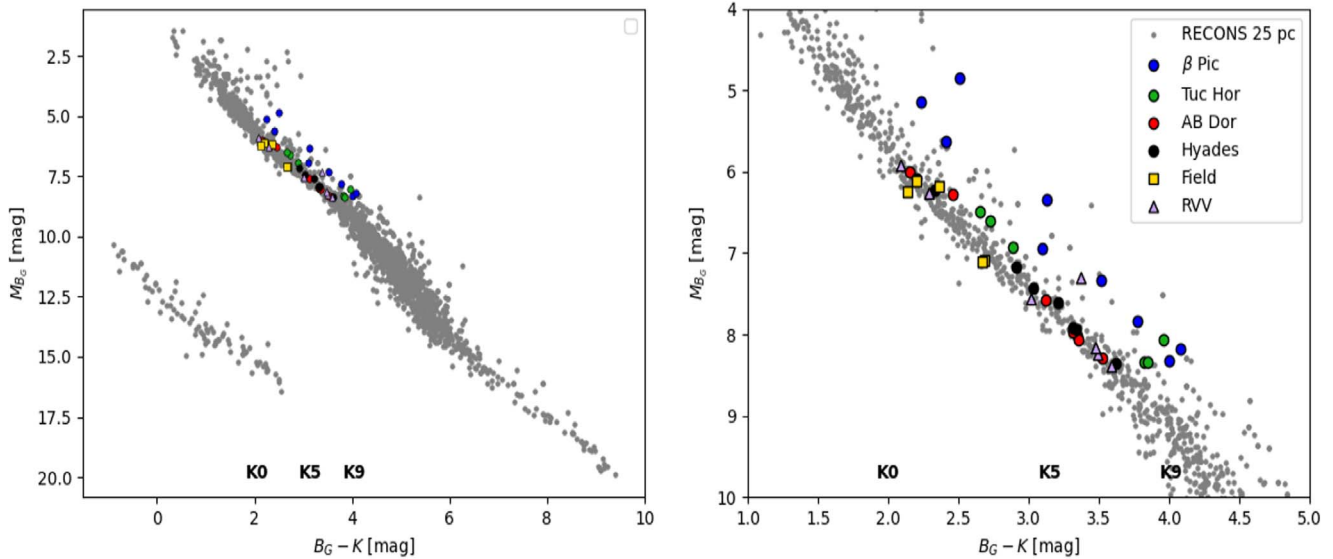 2.5
5.0
7.5
10.0
12.5
15.0
17.5
20.0
M_{B_G} [mag]
K0 K5 K9
0 2 4 6 8 10
B_G − K [mag]
4
5
6
7
8
9
10
M_{B_G} [mag]
RECONS 25 pc
β Pic
Tuc Hor
AB Dor
Hyades
Field
RVV
K0 K5 K9
1.0 1.5 2.0 2.5 3.0 3.5 4.0 4.5 5.0
B_G − K [mag]